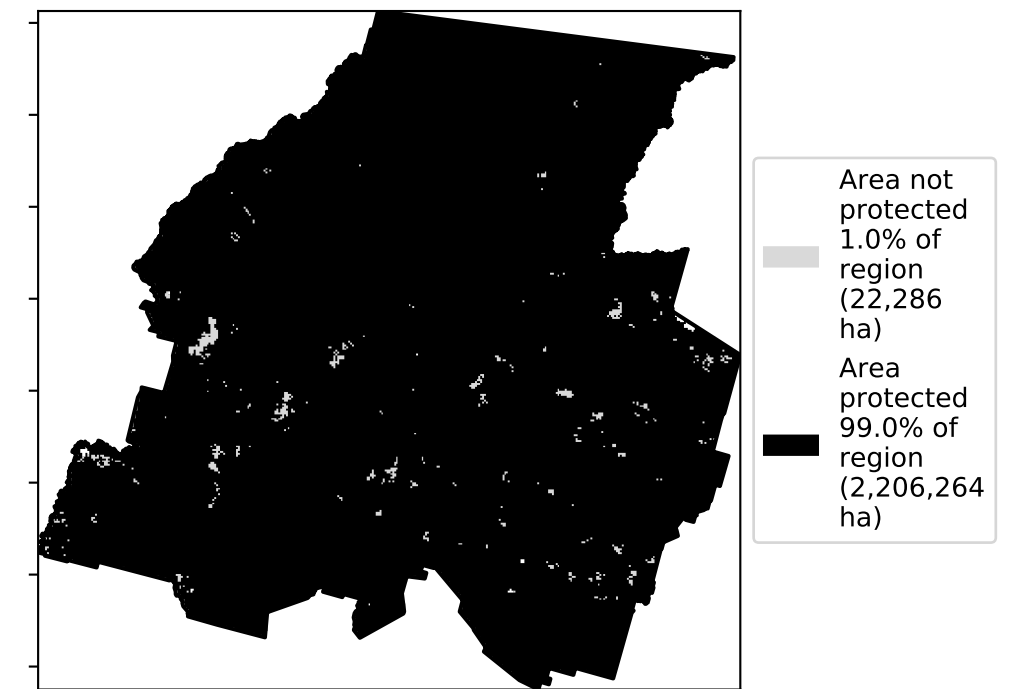 Area not
protected
1.0% of
region
(22,286
ha)
Area
protected
99.0% of
region
(2,206,264
ha)